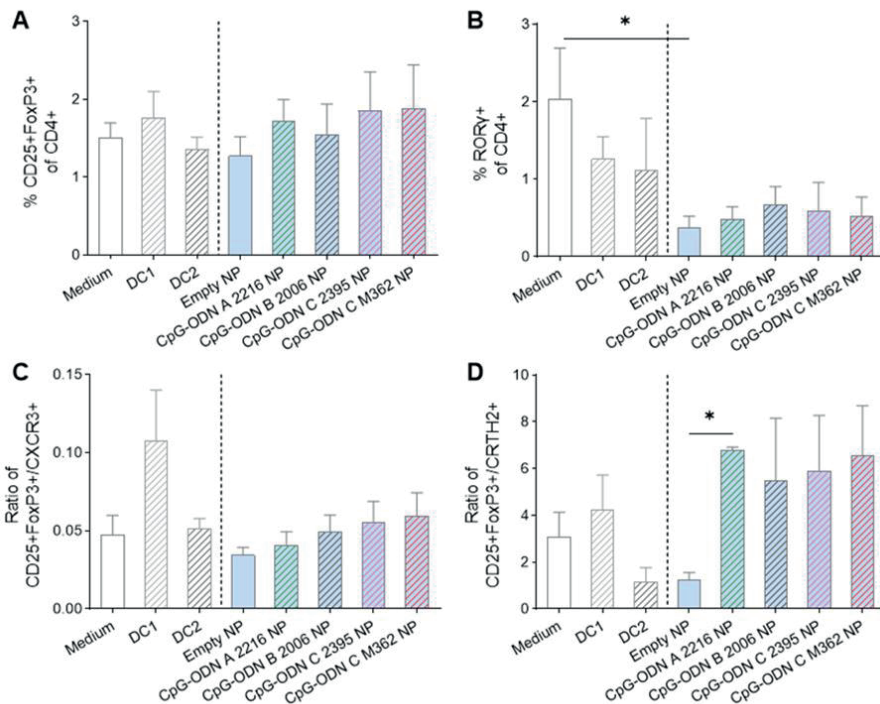 A
% CD25+FoxP3+
of CD4+
3
2
1
0
Medium
DC1
DC2
Empty NP
CpG-ODN A 2216 NP
CpG-ODN B 2006 NP
CpG-ODN C 2395 NP
CpG-ODN C M362 NP
B
% RORγ+
of CD4+
3
2
1
0
*
Medium
DC1
DC2
Empty NP
CpG-ODN A 2216 NP
CpG-ODN B 2006 NP
CpG-ODN C 2395 NP
CpG-ODN C M362 NP
C
Ratio of
CD25+FoxP3+/CXCR3+
0.15
0.10
0.05
0.00
Medium
DC1
DC2
Empty NP
CpG-ODN A 2216 NP
CpG-ODN B 2006 NP
CpG-ODN C 2395 NP
CpG-ODN C M362 NP
D
Ratio of
CD25+FoxP3+/CRTH2+
10
8
6
4
2
0
*
Medium
DC1
DC2
Empty NP
CpG-ODN A 2216 NP
CpG-ODN B 2006 NP
CpG-ODN C 2395 NP
CpG-ODN C M362 NP